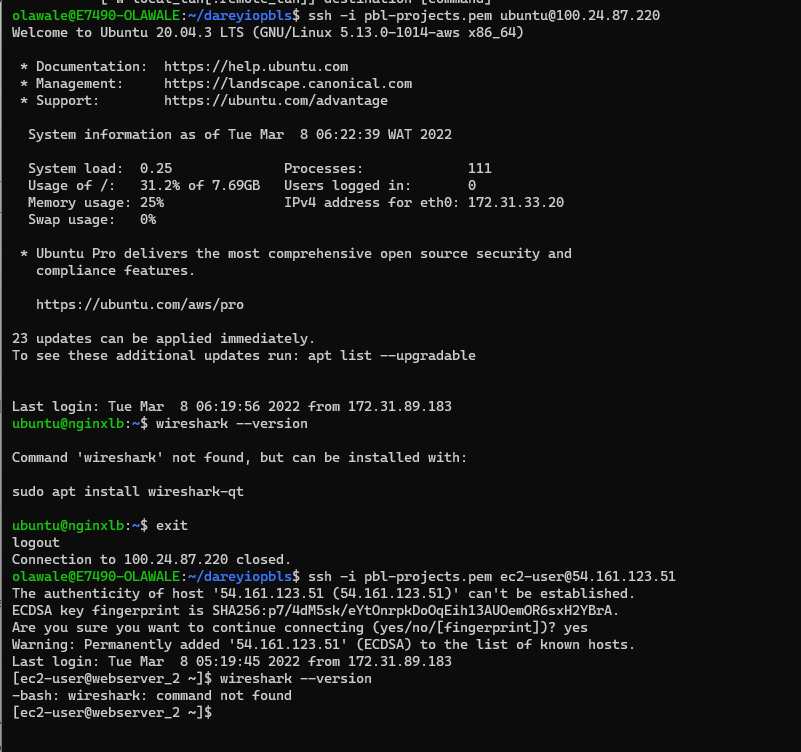 olawale@E7490-OLAWALE:~/dareyiopbls$ ssh -i pbl-projects.pem ubuntu@100.24.87.220
Welcome to Ubuntu 20.04.3 LTS (GNU/Linux 5.13.0-1014-aws x86_64)
* Documentation:  https://help.ubuntu.com
* Management:     https://landscape.canonical.com
* Support:        https://ubuntu.com/advantage
System information as of Tue Mar  8 06:22:39 WAT 2022
System load:  0.25              Processes:             111
Usage of /:   31.2% of 7.69GB   Users logged in:       0
Memory usage: 25%               IPv4 address for eth0: 172.31.33.20
Swap usage:   0%
* Ubuntu Pro delivers the most comprehensive open source security and
compliance features.
https://ubuntu.com/aws/pro
23 updates can be applied immediately.
To see these additional updates run: apt list --upgradable
Last login: Tue Mar  8 06:19:56 2022 from 172.31.89.183
ubuntu@nginxlb:~$ wireshark --version
Command 'wireshark' not found, but can be installed with:
sudo apt install wireshark-qt
ubuntu@nginxlb:~$ exit
logout
Connection to 100.24.87.220 closed.
olawale@E7490-OLAWALE:~/dareyiopbls$ ssh -i pbl-projects.pem ec2-user@54.161.123.51
The authenticity of host '54.161.123.51 (54.161.123.51)' can't be established.
ECDSA key fingerprint is SHA256:p7/4dM5sk/eYtOnrpkDoOqEih13AUOemOR6sxH2YBrA.
Are you sure you want to continue connecting (yes/no/[fingerprint])? yes
Warning: Permanently added '54.161.123.51' (ECDSA) to the list of known hosts.
Last login: Tue Mar  8 05:19:45 2022 from 172.31.89.183
[ec2-user@webserver_2 ~]$ wireshark --version
-bash: wireshark: command not found
[ec2-user@webserver_2 ~]$